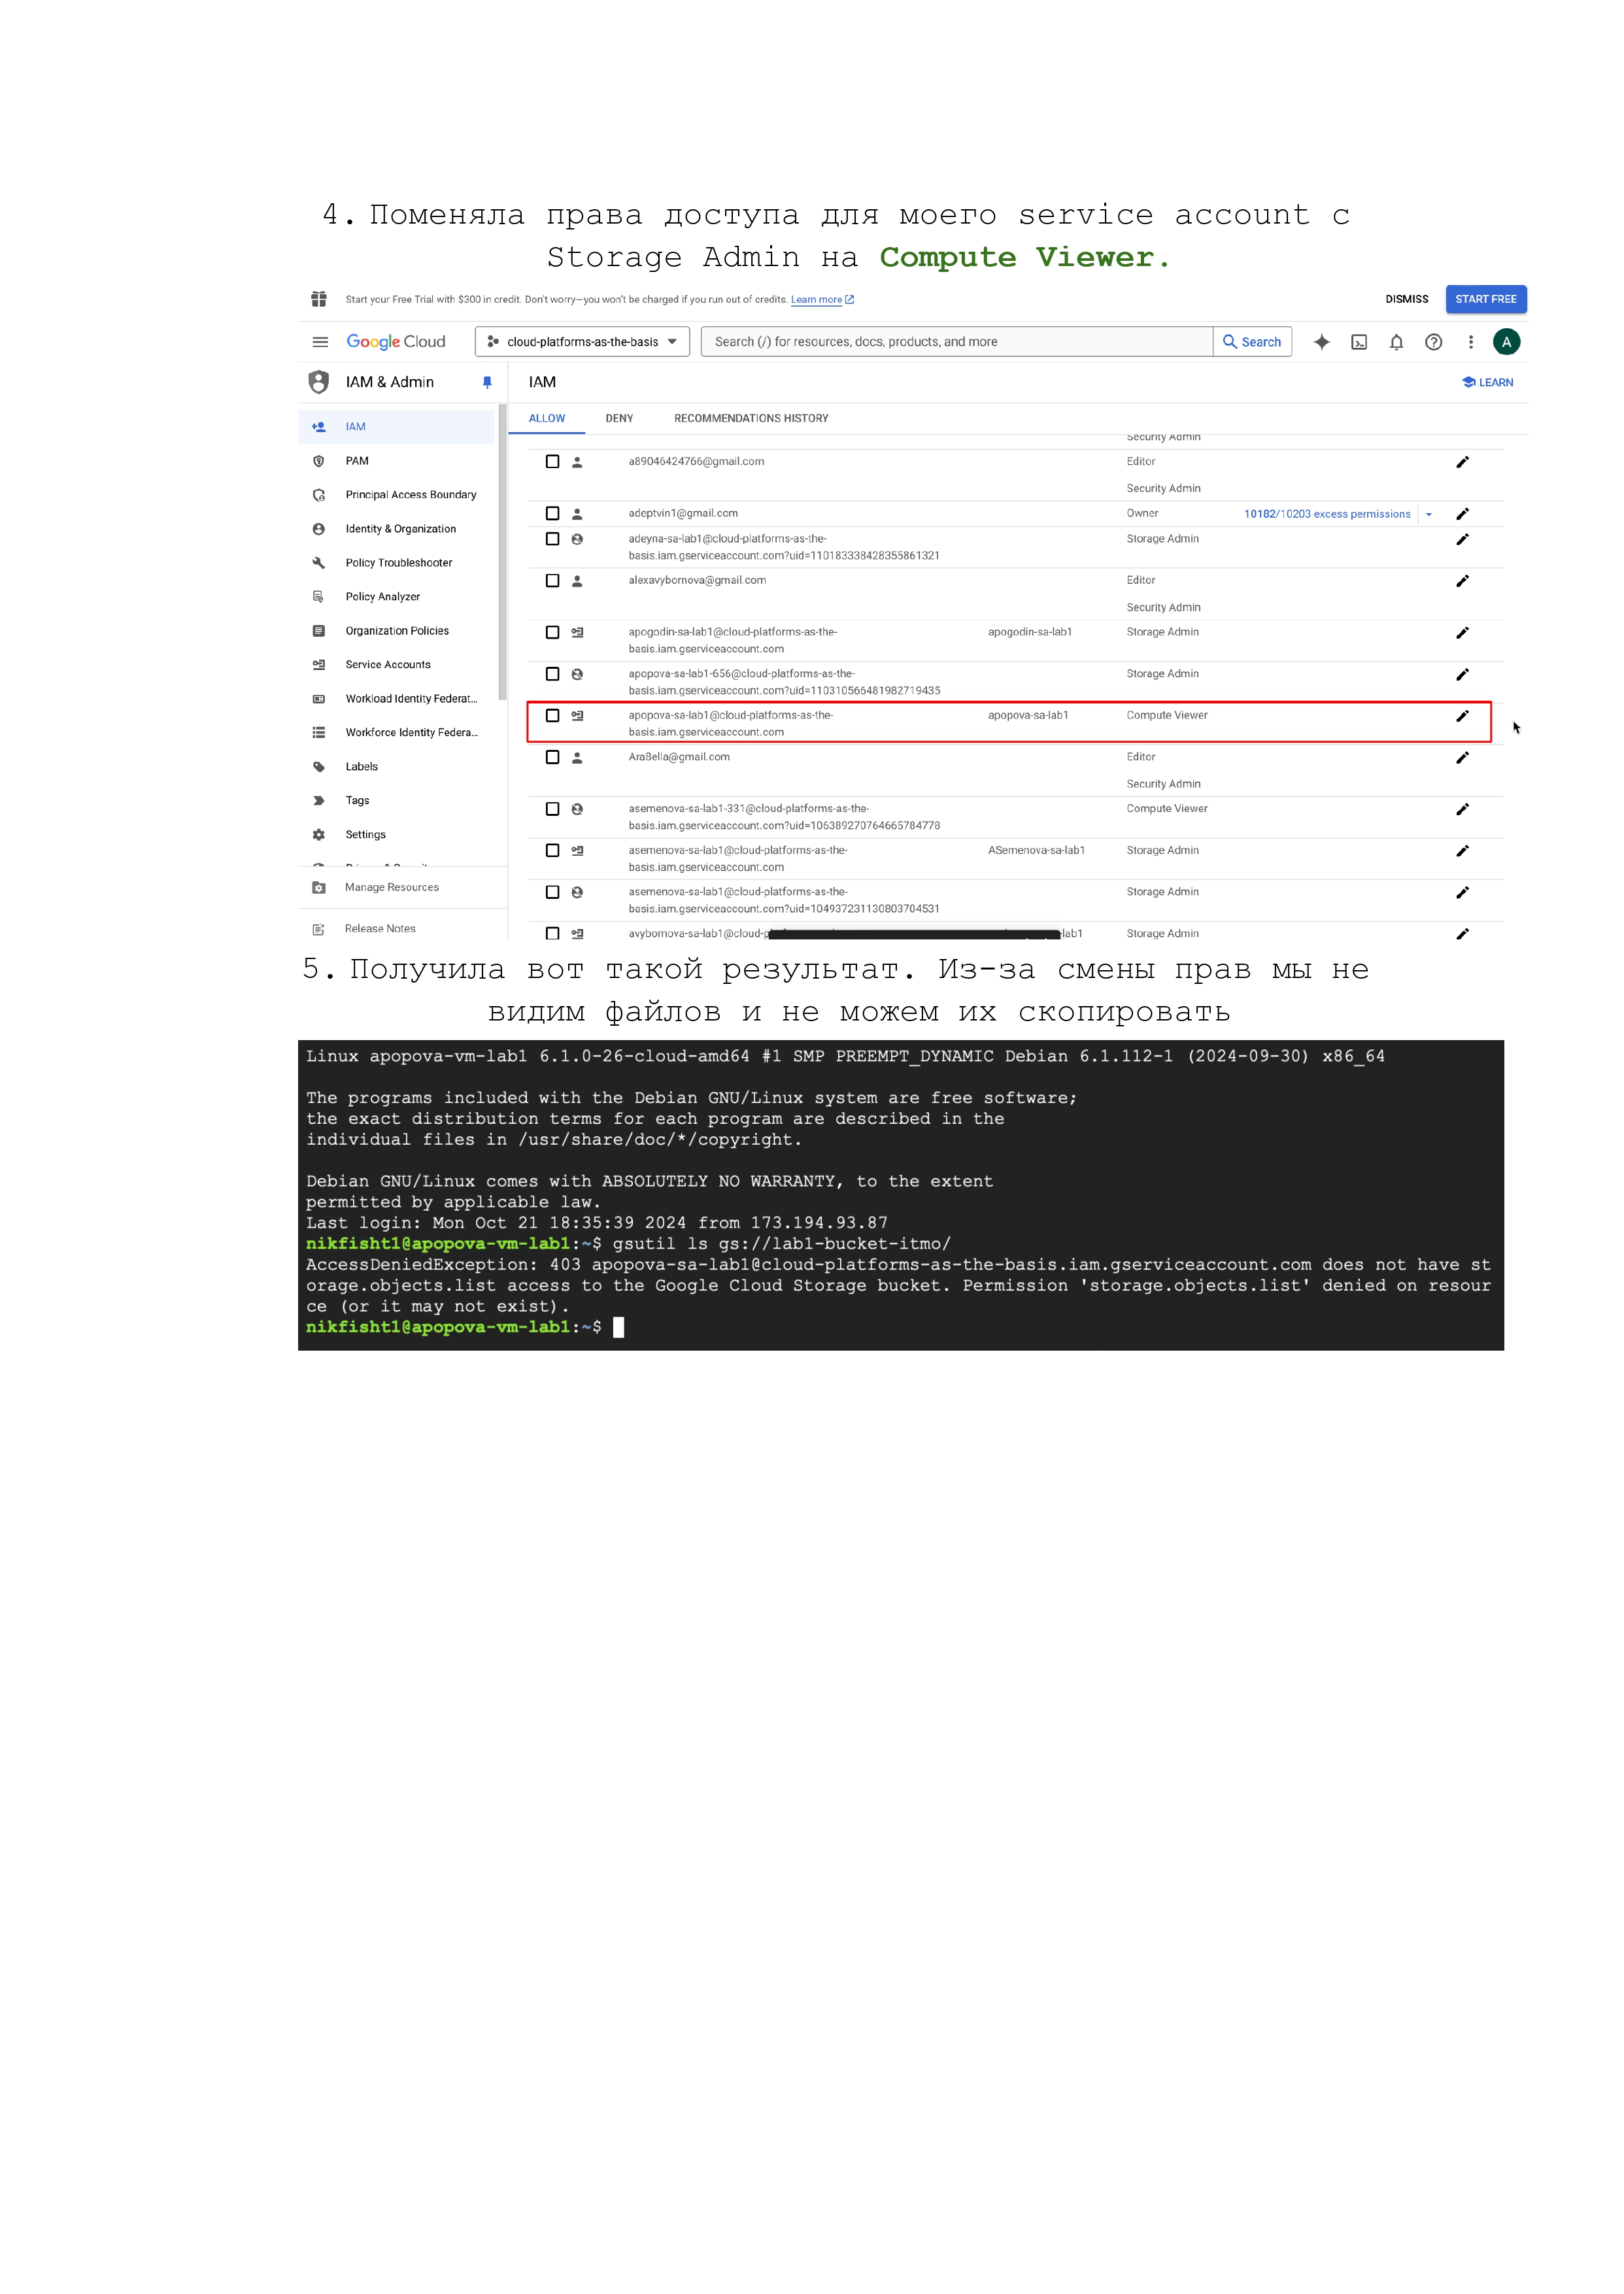 4. Поменяла права доступа для моего service account с
Storage Admin на Compute Viewer.
Start your Free Trial with $300 in credit. Don't worry—you won't be charged if you run out of credits. Learn more
DISMISS
START FREE
Google Cloud
cloud-platforms-as-the-basis
Search (/) for resources, docs, products, and more
Search
A
IAM & Admin
IAM
LEARN
ALLOW
DENY
RECOMMENDATIONS HISTORY
IAM
PAM
Principal Access Boundary
Identity & Organization
Policy Troubleshooter
Policy Analyzer
Organization Policies
Service Accounts
Workload Identity Federat...
Workforce Identity Federa...
Labels
Tags
Settings
Manage Resources
Release Notes
Security Admin
a89046424766@gmail.com Editor
Security Admin
adeptvin1@gmail.com Owner 10182/10203 excess permissions
adeyna-sa-lab1@cloud-platforms-as-the- Storage Admin
basis.iam.gserviceaccount.com?uid=110183338428355861321
alexavybornova@gmail.com Editor
Security Admin
apogodin-sa-lab1@cloud-platforms-as-the- apogodin-sa-lab1 Storage Admin
basis.iam.gserviceaccount.com
apopova-sa-lab1-656@cloud-platforms-as-the- Storage Admin
basis.iam.gserviceaccount.com?uid=110310566481982719435
apopova-sa-lab1@cloud-platforms-as-the- apopova-sa-lab1 Compute Viewer
basis.iam.gserviceaccount.com
Ara8ella@gmail.com Editor
Security Admin
asemenova-sa-lab1-331@cloud-platforms-as-the- Compute Viewer
basis.iam.gserviceaccount.com?uid=106389270764665784778
asemenova-sa-lab1@cloud-platforms-as-the- ASemenova-sa-lab1 Storage Admin
basis.iam.gserviceaccount.com
asemenova-sa-lab1@cloud-platforms-as-the- Storage Admin
basis.iam.gserviceaccount.com?uid=104937231130803704531
avybornova-sa-lab1@cloud-p lab1 Storage Admin
5. Получила вот такой результат. Из-за смены прав мы не
видим файлов и не можем их скопировать
Linux apopova-vm-lab1 6.1.0-26-cloud-amd64 #1 SMP PREEMPT_DYNAMIC Debian 6.1.112-1 (2024-09-30) x86_64
The programs included with the Debian GNU/Linux system are free software;
the exact distribution terms for each program are described in the
individual files in /usr/share/doc/*/copyright.
Debian GNU/Linux comes with ABSOLUTELY NO WARRANTY, to the extent
permitted by applicable law.
Last login: Mon Oct 21 18:35:39 2024 from 173.194.93.87
nikfisht1@apopova-vm-lab1:~$ gsutil ls gs://lab1-bucket-itmo/
AccessDeniedException: 403 apopova-sa-lab1@cloud-platforms-as-the-basis.iam.gserviceaccount.com does not have st
orage.objects.list access to the Google Cloud Storage bucket. Permission 'storage.objects.list' denied on resour
ce (or it may not exist).
nikfisht1@apopova-vm-lab1:~$